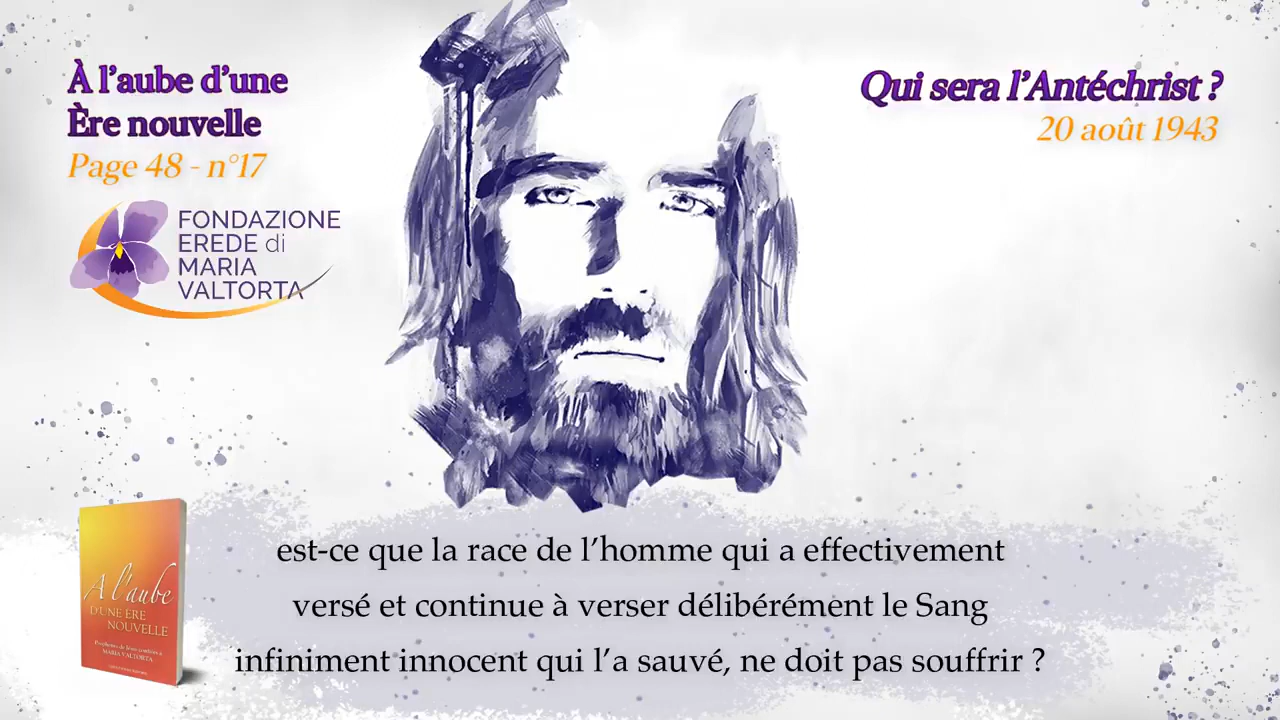 À l’aube d’une
Ère nouvelle
Page 48 - n°17
FONDAZIONE
EREDE di
MARIA
VALTORTA
Qui sera l’Antéchrist ?
20 août 1943
A l’aube
D’UNE ÈRE
NOUVELLE
MARIA VALTORTA
est-ce que la race de l’homme qui a effectivement
versé et continue à verser délibérément le Sang
infiniment innocent qui l’a sauvé, ne doit pas souffrir ?